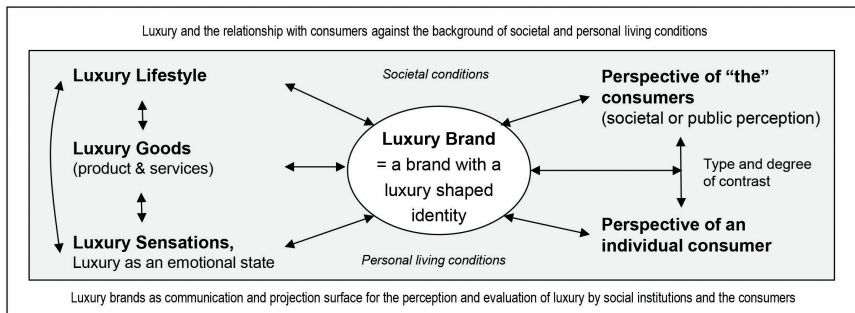 Luxury and the relationship with consumers against the background of societal and personal living conditions
Luxury Lifestyle
Societal conditions
Perspective of “the”
consumers
(societal or public perception)
Luxury Goods
(product & services)
Luxury Brand
= a brand with a
luxury shaped
identity
Type and degree
of contrast
Luxury Sensations,
Luxury as an emotional state
Personal living conditions
Perspective of an
individual consumer
Luxury brands as communication and projection surface for the perception and evaluation of luxury by social institutions and the consumers